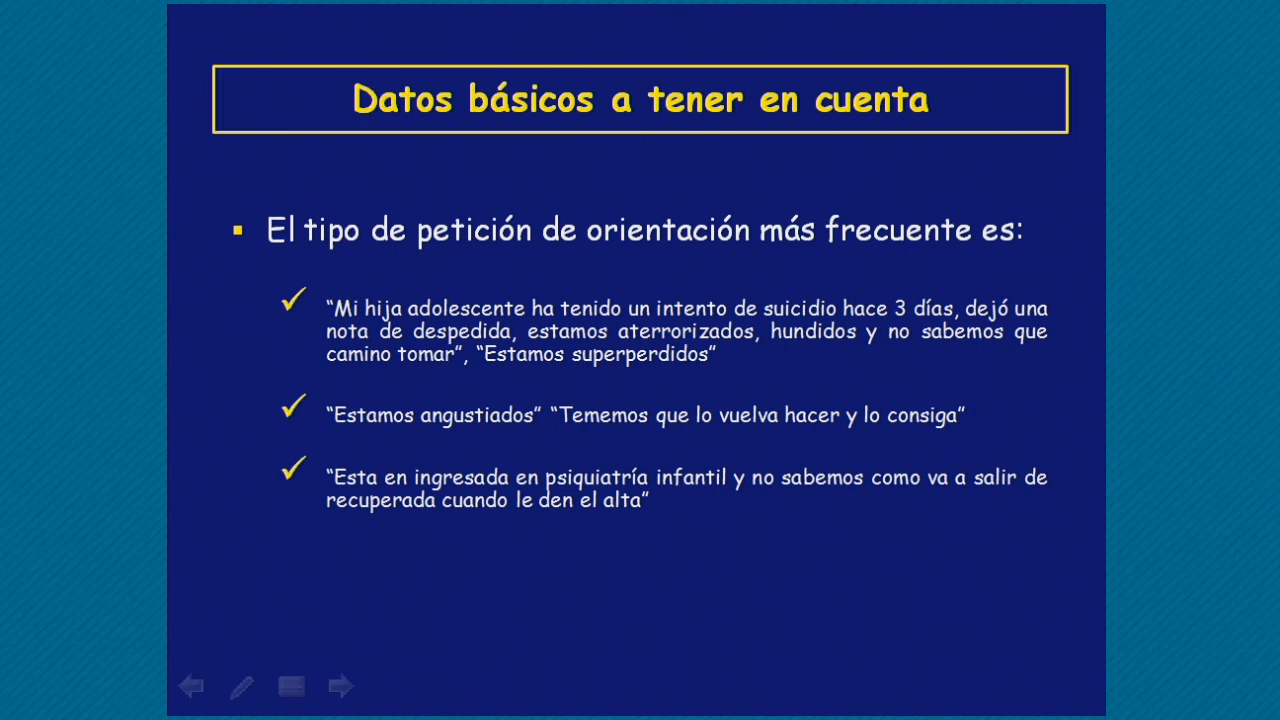 Datos básicos a tener en cuenta
El tipo de petición de orientación más frecuente es:
“Mi hija adolescente ha tenido un intento de suicidio hace 3 días, dejó una
nota de despedida, estamos aterrorizados, hundidos y no sabemos que
camino tomar”, “Estamos superperdidos”
“Estamos angustiados” “Tememos que lo vuelva hacer y lo consiga”
“Esta en ingresada en psiquiatría infantil y no sabemos como va a salir de
recuperada cuando le den el alta”